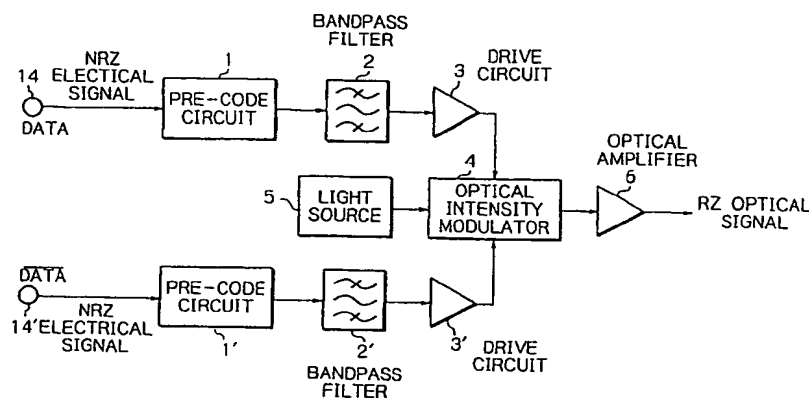 BANDPASS
FILTER
2
14
NRZ
ELECTICAL
SIGNAL
1
PRE-CODE
CIRCUIT
DATA
3
DRIVE
CIRCUIT
5
LIGHT
SOURCE
4
OPTICAL
INTENSITY
MODULATOR
OPTICAL
AMPLIFIER
6
RZ OPTICAL
SIGNAL
DATA
14'
NRZ
ELECTRICAL
SIGNAL
PRE-CODE
CIRCUIT
1'
2'
BANDPASS
FILTER
3'
DRIVE
CIRCUIT